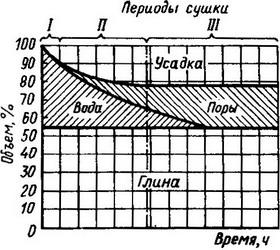 Периоды сушки
I II III
Объем, %
100
90
80
70
60
50
40
30
20
10
0
Усадка
Вода
Поры
Глина
Время, ч